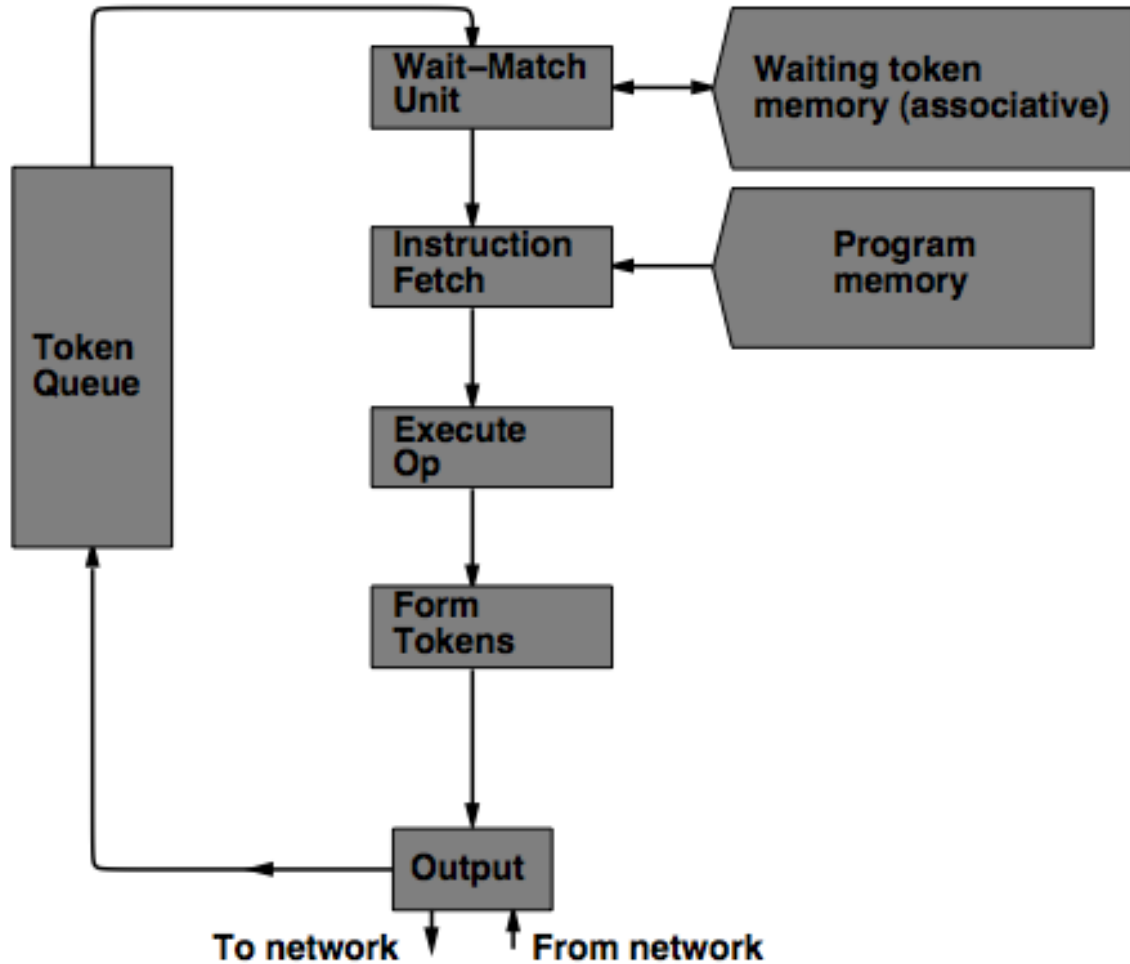 Wait–Match
Unit
Waiting token
memory (associative)
Instruction
Fetch
Program
memory
Token
Queue
Execute
Op
Form
Tokens
Output
To network
From network